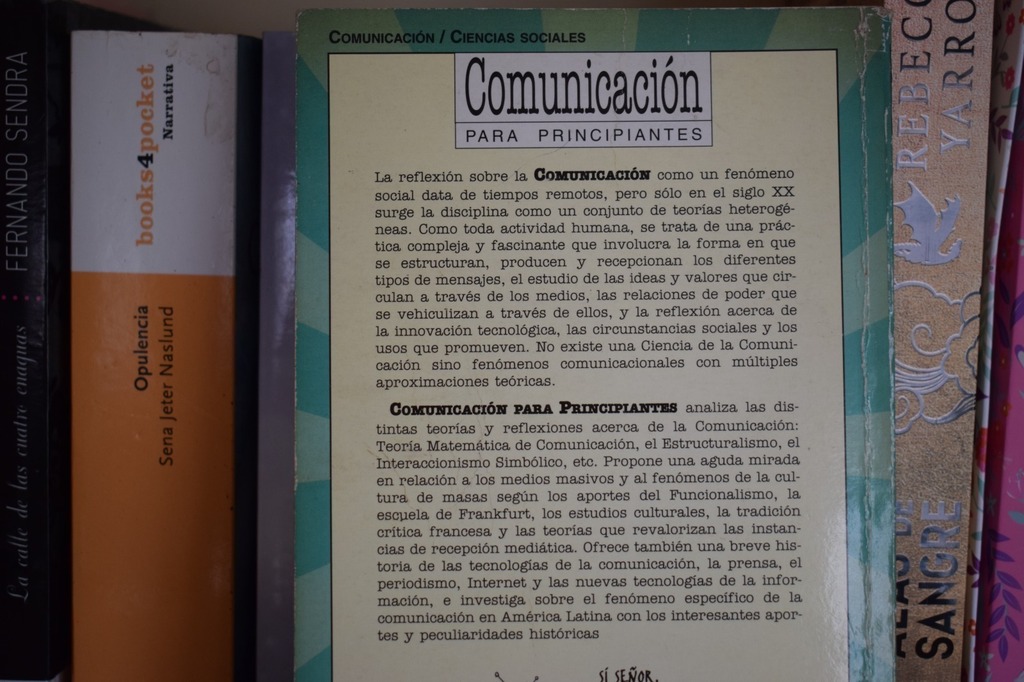 FERNANDO SENDRA
La calle de las cuatro enaguas
books4pocket
Narrativa
Opulencia
Sena Jeter Naslund
COMUNICACIÓN / CIENCIAS SOCIALES
Comunicación
PARA PRINCIPIANTES
La reflexión sobre la COMUNICACIÓN como un fenómeno
social data de tiempos remotos, pero sólo en el siglo XX
surge la disciplina como un conjunto de teorías heterogé-
neas. Como toda actividad humana, se trata de una prác-
tica compleja y fascinante que involucra la forma en que
se estructuran, producen y recepcionan los diferentes
tipos de mensajes, el estudio de las ideas y valores que cir-
culan a través de los medios, las relaciones de poder que
se vehiculizan a través de ellos, y la reflexión acerca de
la innovación tecnológica, las circunstancias sociales y los
usos que promueven. No existe una Ciencia de la Comuni-
cación sino fenómenos comunicacionales con múltiples
aproximaciones teóricas.
COMUNICACIÓN PARA PRINCIPIANTES analiza las dis-
tintas teorías y reflexiones acerca de la Comunicación:
Teoría Matemática de Comunicación, el Estructuralismo, el
Interaccionismo Simbólico, etc. Propone una aguda mirada
en relación a los medios masivos y al fenómenos de la cul-
tura de masas según los aportes del Funcionalismo, la
escuela de Frankfurt, los estudios culturales, la tradición
crítica francesa y las teorías que revalorizan las instan-
cias de recepción mediática. Ofrece también una breve his-
toria de las tecnologías de la comunicación, la prensa, el
periodismo, Internet y las nuevas tecnologías de la infor-
mación, e investiga sobre el fenómeno específico de la
comunicación en América Latina con los interesantes apor-
tes y peculiaridades históricas
SÍ SEÑOR,
REBECC
YARRO
ALAS DE
SANGRE